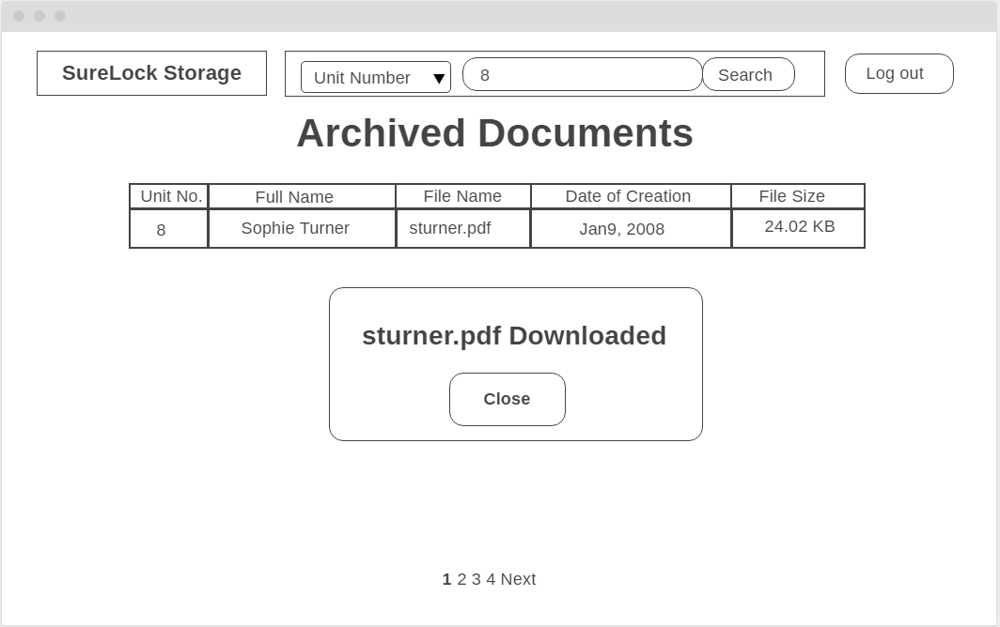 SureLock Storage
Unit Number 8 Search
Log out
Archived Documents
Unit No. Full Name File Name Date of Creation File Size
8 Sophie Turner sturner.pdf Jan9, 2008 24.02 KB
sturner.pdf Downloaded
Close
1 2 3 4 Next